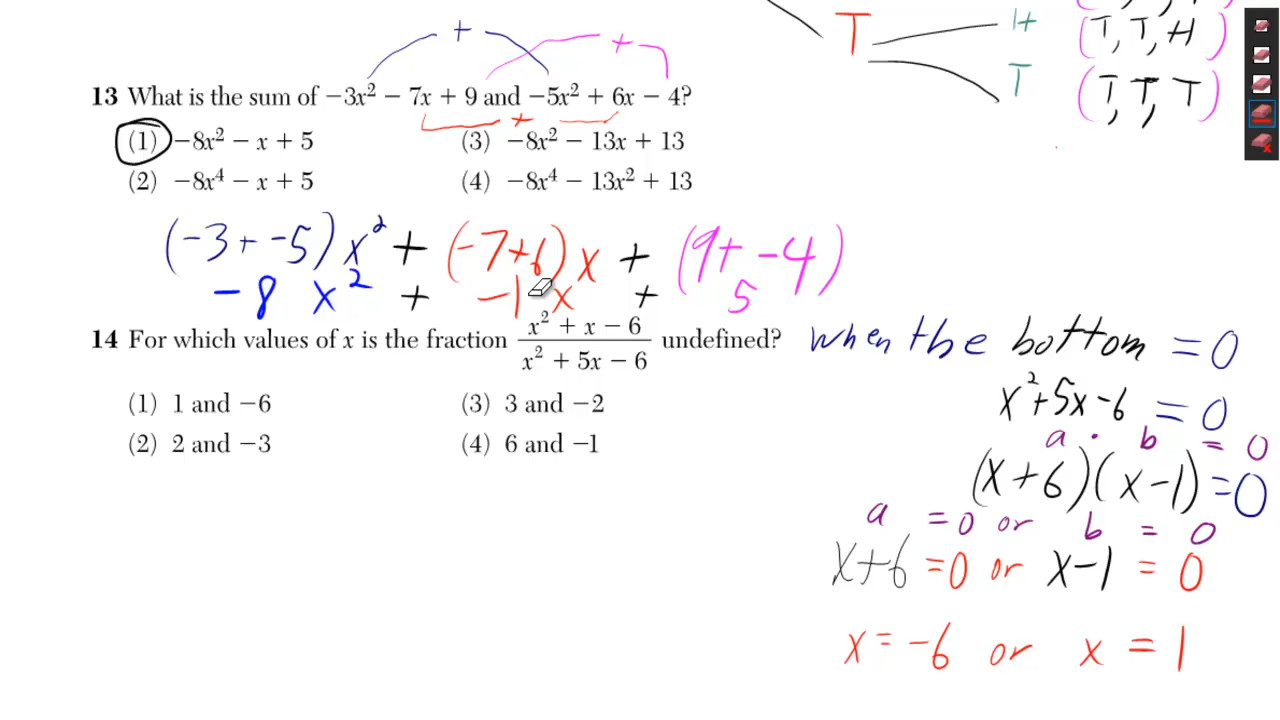 T
H
T
(T, T, H)
(T, T, T)
+
+
13 What is the sum of −3x² − 7x + 9 and −5x² + 6x − 4?
+
(1) −8x² − x + 5
(3) −8x² − 13x + 13
(2) −8x⁴ − x + 5
(4) −8x⁴ − 13x² + 13
(-3 + -5)x² + (-7+6)x + (9+ -4)
-8 x² + -1 x + 5
14 For which values of x is the fraction (x² + x − 6)/(x² + 5x − 6) undefined?
When the bottom = 0
(1) 1 and −6
(3) 3 and −2
(2) 2 and −3
(4) 6 and −1
x²+5x-6 = 0
a · b = 0
(x+6)(x-1)=0
a = 0 or b = 0
x+6 =0 or x-1 = 0
x = -6 or x = 1